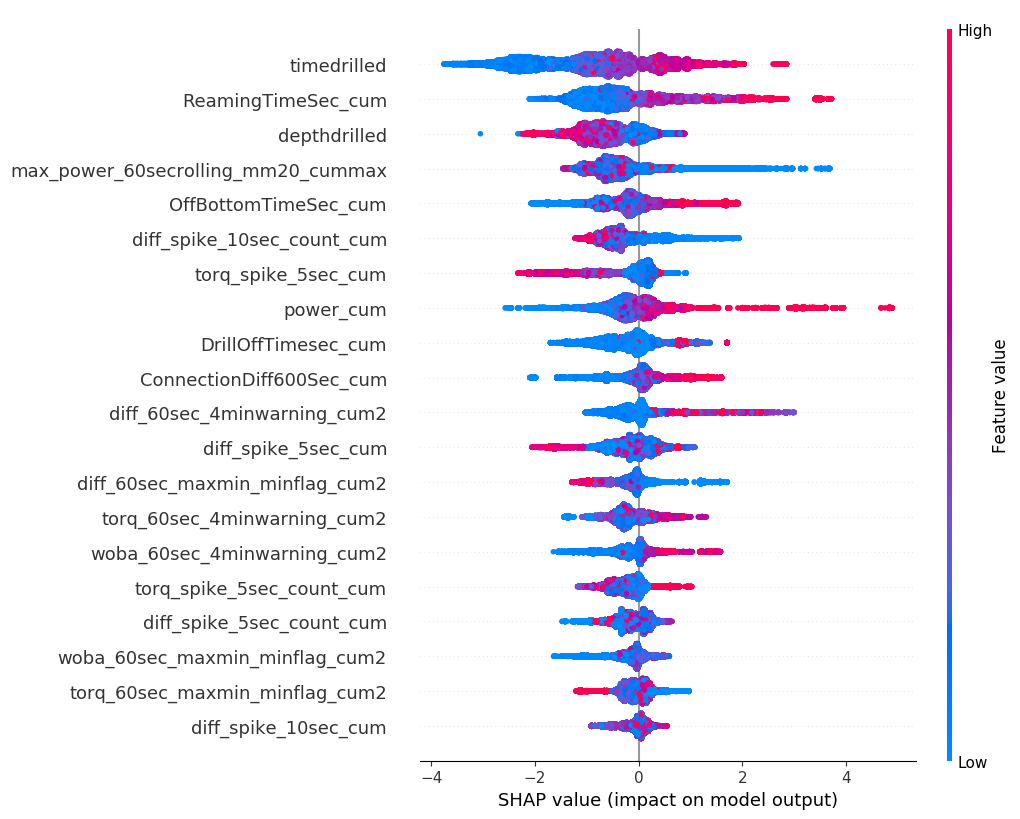 High
timedrilled
ReamingTimeSec_cum
depthdrilled
max_power_60secrolling_mm20_cummax
OffBottomTimeSec_cum
diff_spike_10sec_count_cum
torq_spike_5sec_cum
power_cum
DrillOffTimesec_cum
ConnectionDiff600Sec_cum
diff_60sec_4minwarning_cum2
diff_spike_5sec_cum
diff_60sec_maxmin_minflag_cum2
torq_60sec_4minwarning_cum2
woba_60sec_4minwarning_cum2
torq_spike_5sec_count_cum
diff_spike_5sec_count_cum
woba_60sec_maxmin_minflag_cum2
torq_60sec_maxmin_minflag_cum2
diff_spike_10sec_cum
Feature value
Low
−4 −2 0 2 4
SHAP value (impact on model output)